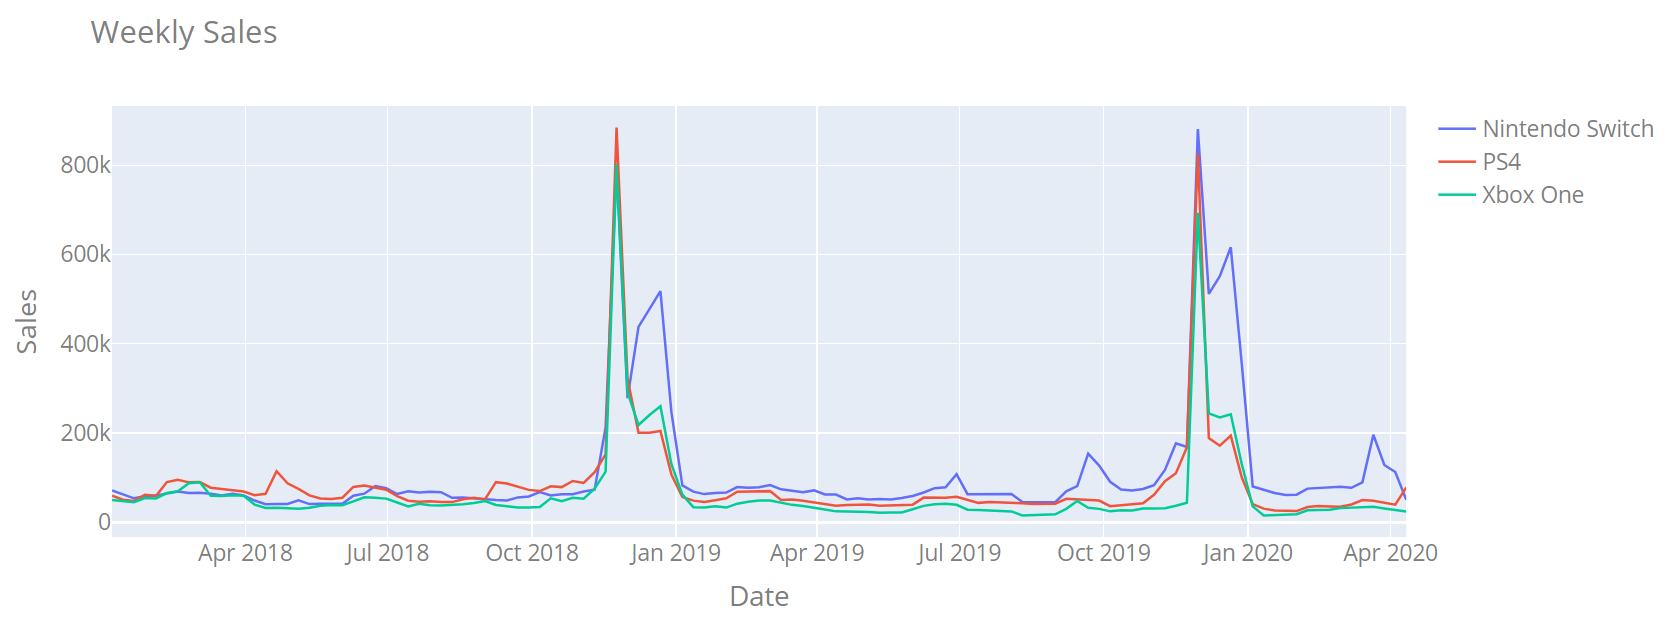 Weekly Sales
800k
600k
400k
200k
0
Sales
Apr 2018
Jul 2018
Oct 2018
Jan 2019
Apr 2019
Jul 2019
Oct 2019
Jan 2020
Apr 2020
Date
Nintendo Switch
PS4
Xbox One